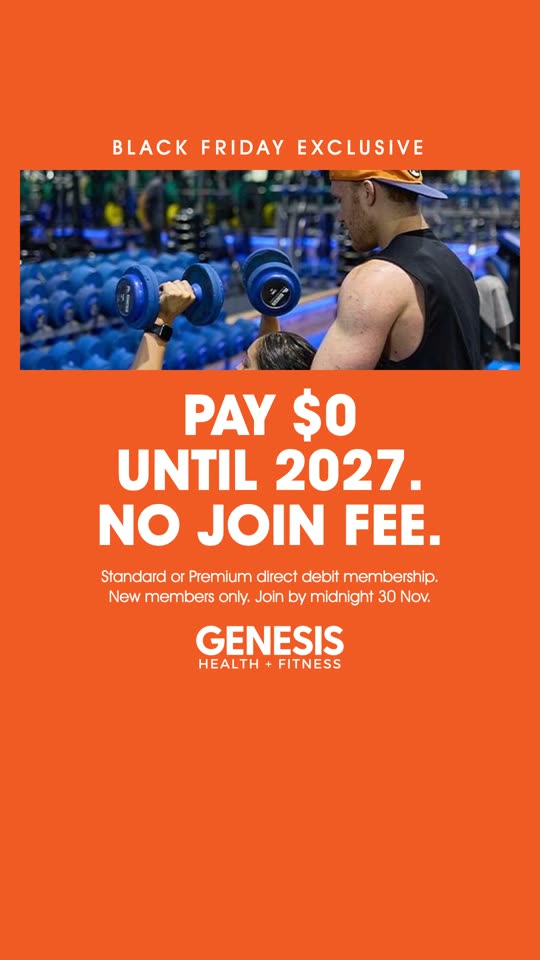 BLACK FRIDAY EXCLUSIVE
PAY $0
UNTIL 2027.
NO JOIN FEE.
Standard or Premium direct debit membership.
New members only. Join by midnight 30 Nov.
GENESIS
HEALTH + FITNESS